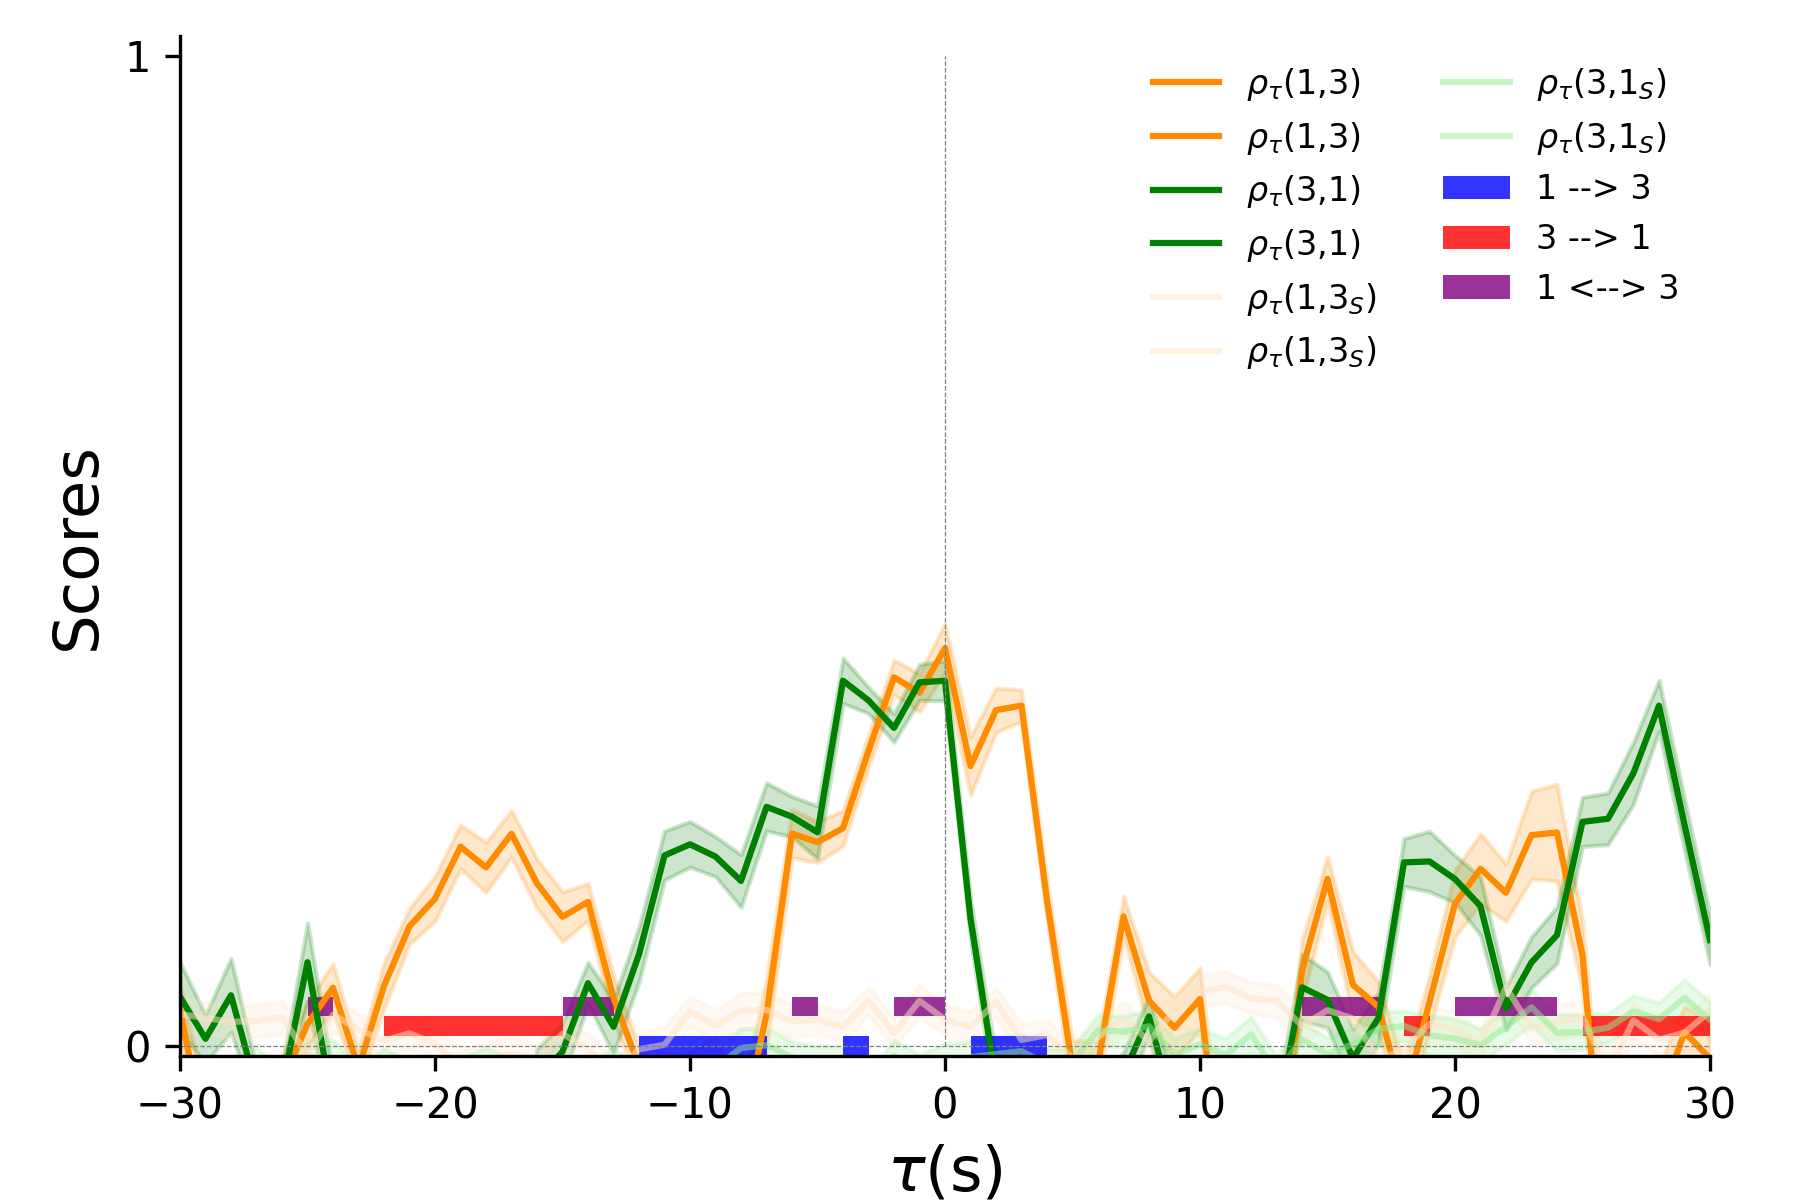 1
0
Scores
−30 −20 −10 0 10 20 30
τ(s)
ρτ(1,3)
ρτ(1,3)
ρτ(3,1)
ρτ(3,1)
ρτ(1,3S)
ρτ(1,3S)
ρτ(3,1S)
ρτ(3,1S)
1 --> 3
3 --> 1
1 <--> 3